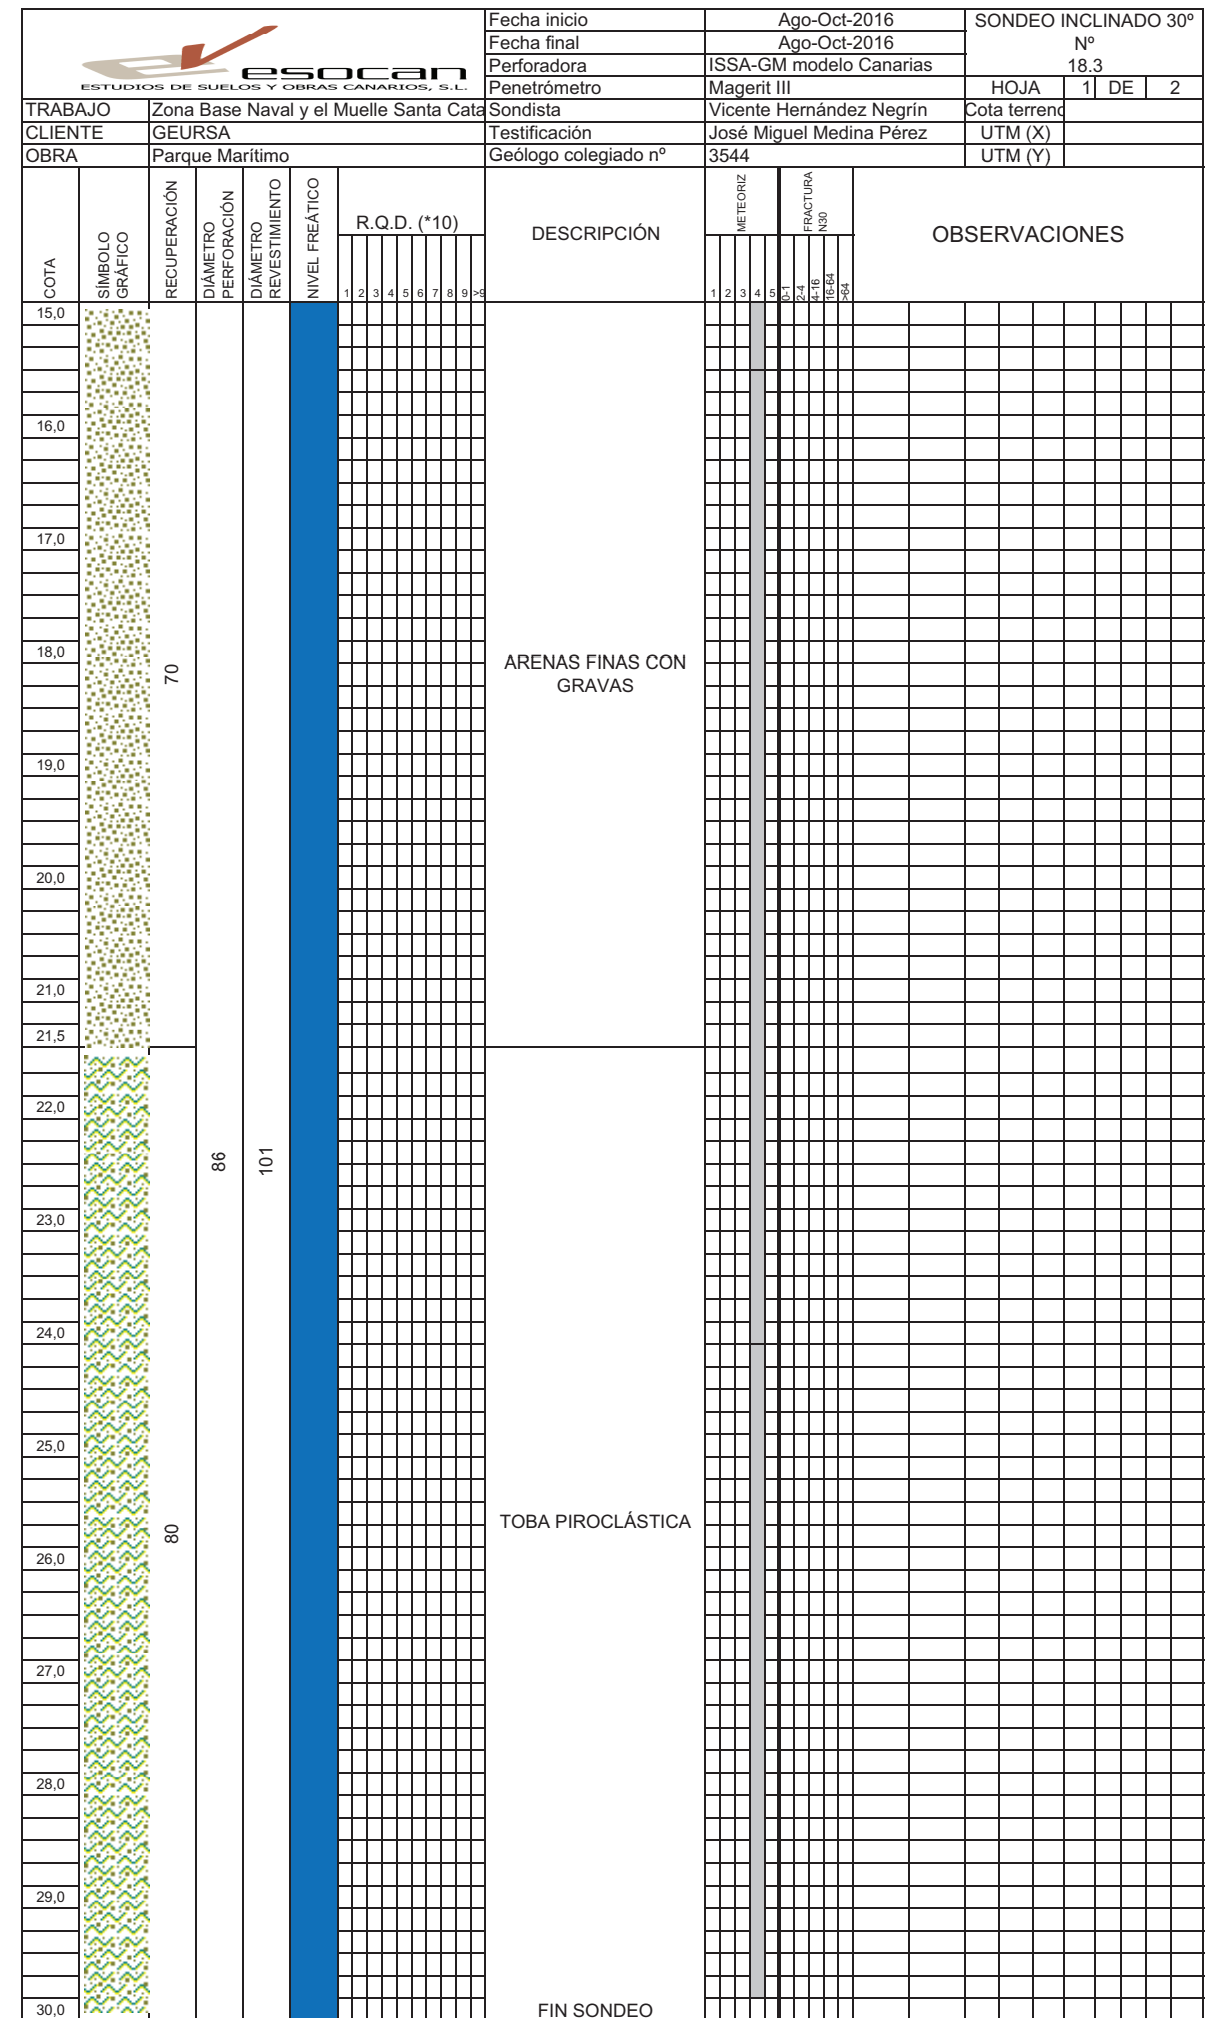 esocan
ESTUDIOS DE SUELOS Y OBRAS CANARIOS, S.L.
Fecha inicio Ago-Oct-2016 SONDEO INCLINADO 30º
Fecha final Ago-Oct-2016 Nº
Perforadora ISSA-GM modelo Canarias 18.3
Penetrómetro Magerit III HOJA 1 DE 2
TRABAJO Zona Base Naval y el Muelle Santa Cata Sondista Vicente Hernández Negrín Cota terreno
CLIENTE GEURSA Testificación José Miguel Medina Pérez UTM (X)
OBRA Parque Marítimo Geólogo colegiado nº 3544 UTM (Y)
COTA
SÍMBOLO
GRÁFICO
RECUPERACIÓN
DIÁMETRO
PERFORACIÓN
DIÁMETRO
REVESTIMIENTO
NIVEL FREÁTICO
R.Q.D. (*10)
1 2 3 4 5 6 7 8 9 >9
DESCRIPCIÓN
METEORIZ
1 2 3 4 5
FRACTURA
N30
0-1
2-4
4-16
16-64
>64
OBSERVACIONES
15,0
16,0
17,0
18,0
70
ARENAS FINAS CON
GRAVAS
19,0
20,0
21,0
21,5
22,0
86
101
23,0
24,0
25,0
80
TOBA PIROCLÁSTICA
26,0
27,0
28,0
29,0
30,0 FIN SONDEO